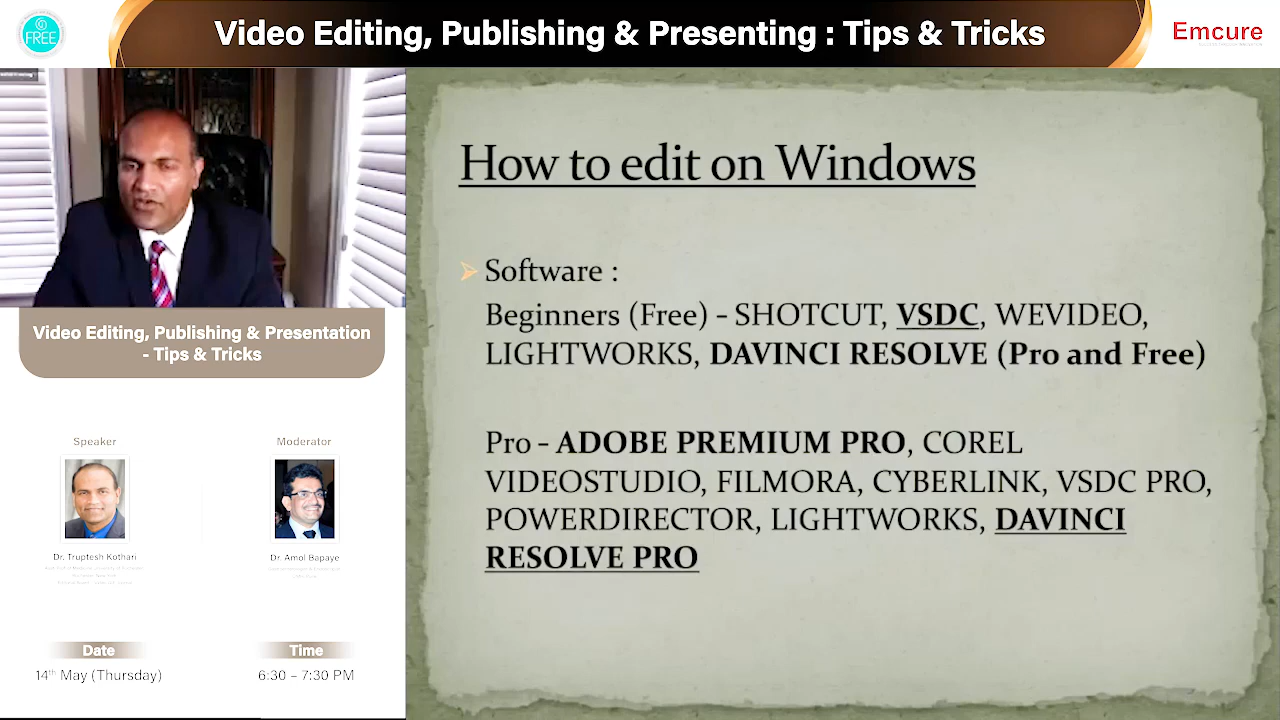 FREE
Video Editing, Publishing & Presenting : Tips & Tricks
Emcure
How to edit on Windows
Software :
Beginners (Free) - SHOTCUT, VSDC, WEVIDEO,
LIGHTWORKS, DAVINCI RESOLVE (Pro and Free)
Pro - ADOBE PREMIUM PRO, COREL
VIDEOSTUDIO, FILMORA, CYBERLINK, VSDC PRO,
POWERDIRECTOR, LIGHTWORKS, DAVINCI
RESOLVE PRO
Video Editing, Publishing & Presentation
- Tips & Tricks
Speaker
Moderator
Dr. Truptesh Kothari
Dr. Amol Bapaye
Date
Time
14th May (Thursday)
6:30 – 7:30 PM